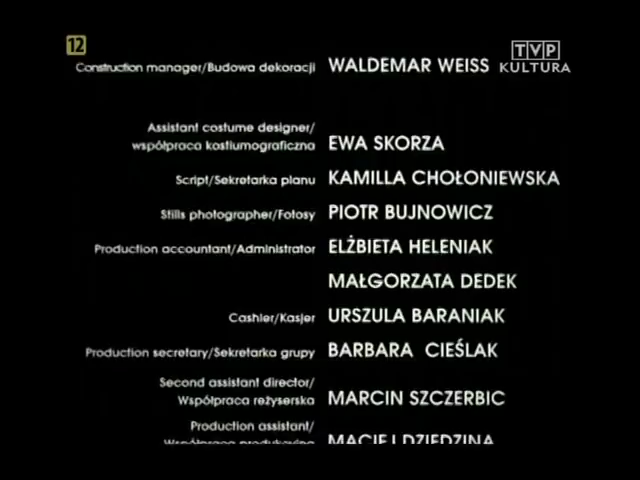 12
TVP
KULTURA
Construction manager/Budowa dekoracji WALDEMAR WEISS
Assistant costume designer/
współpraca kostiumograficzna EWA SKORZA
Script/Sekretarka planu KAMILLA CHOŁONIEWSKA
Stills photographer/Fotosy PIOTR BUJNOWICZ
Production accountant/Administrator ELŻBIETA HELENIAK
MAŁGORZATA DEDEK
Cashier/Kasjer URSZULA BARANIAK
Production secretary/Sekretarka grupy BARBARA CIEŚLAK
Second assistant director/
Współpraca reżyserska MARCIN SZCZERBIC
Production assistant/
Współpraca produkcyjna MACIEJ DZIEDZINA